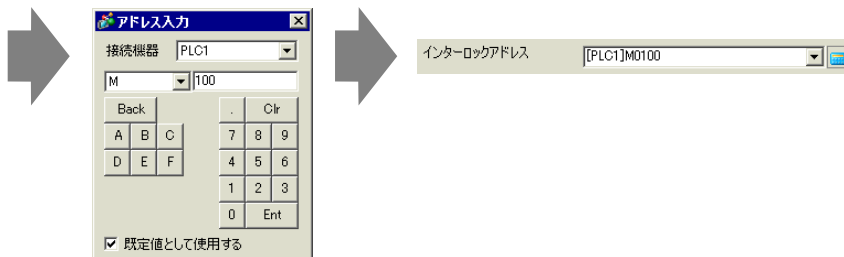 アドレス入力
接続機器 PLC1
M 100
Back . Clr
A B C 7 8 9
D E F 4 5 6
1 2 3
0 Ent
既定値として使用する
インターロックアドレス [PLC1]M0100